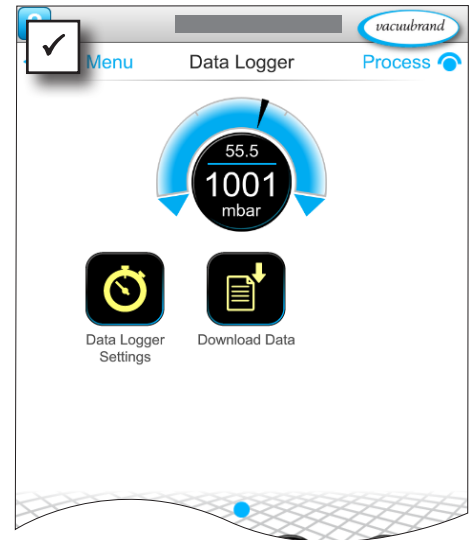 vacuubrand
Menu
Data Logger
Process
55.5
1001
mbar
Data Logger
Settings
Download Data